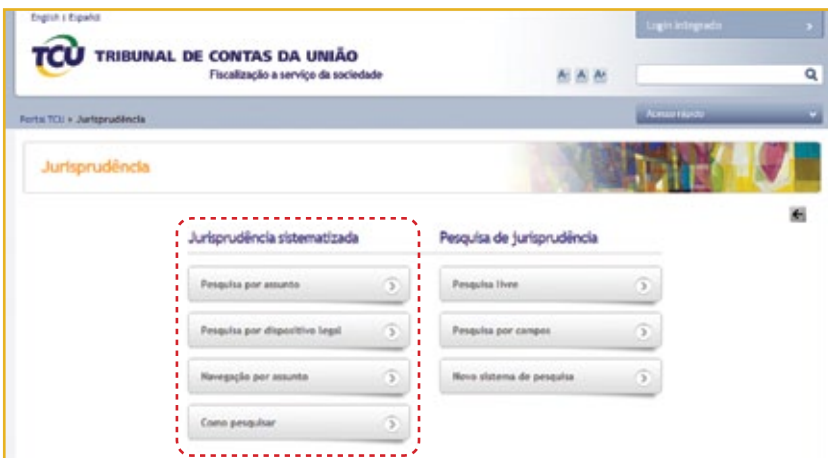 English | Español
Login integrado
TCU TRIBUNAL DE CONTAS DA UNIÃO
Fiscalização a serviço da sociedade
A- A A+
Portal TCU » Jurisprudência
Acesso rápido
Jurisprudência
Jurisprudência sistematizada
Pesquisa por assunto
Pesquisa por dispositivo legal
Navegação por assunto
Como pesquisar
Pesquisa de jurisprudência
Pesquisa livre
Pesquisa por campos
Novo sistema de pesquisa